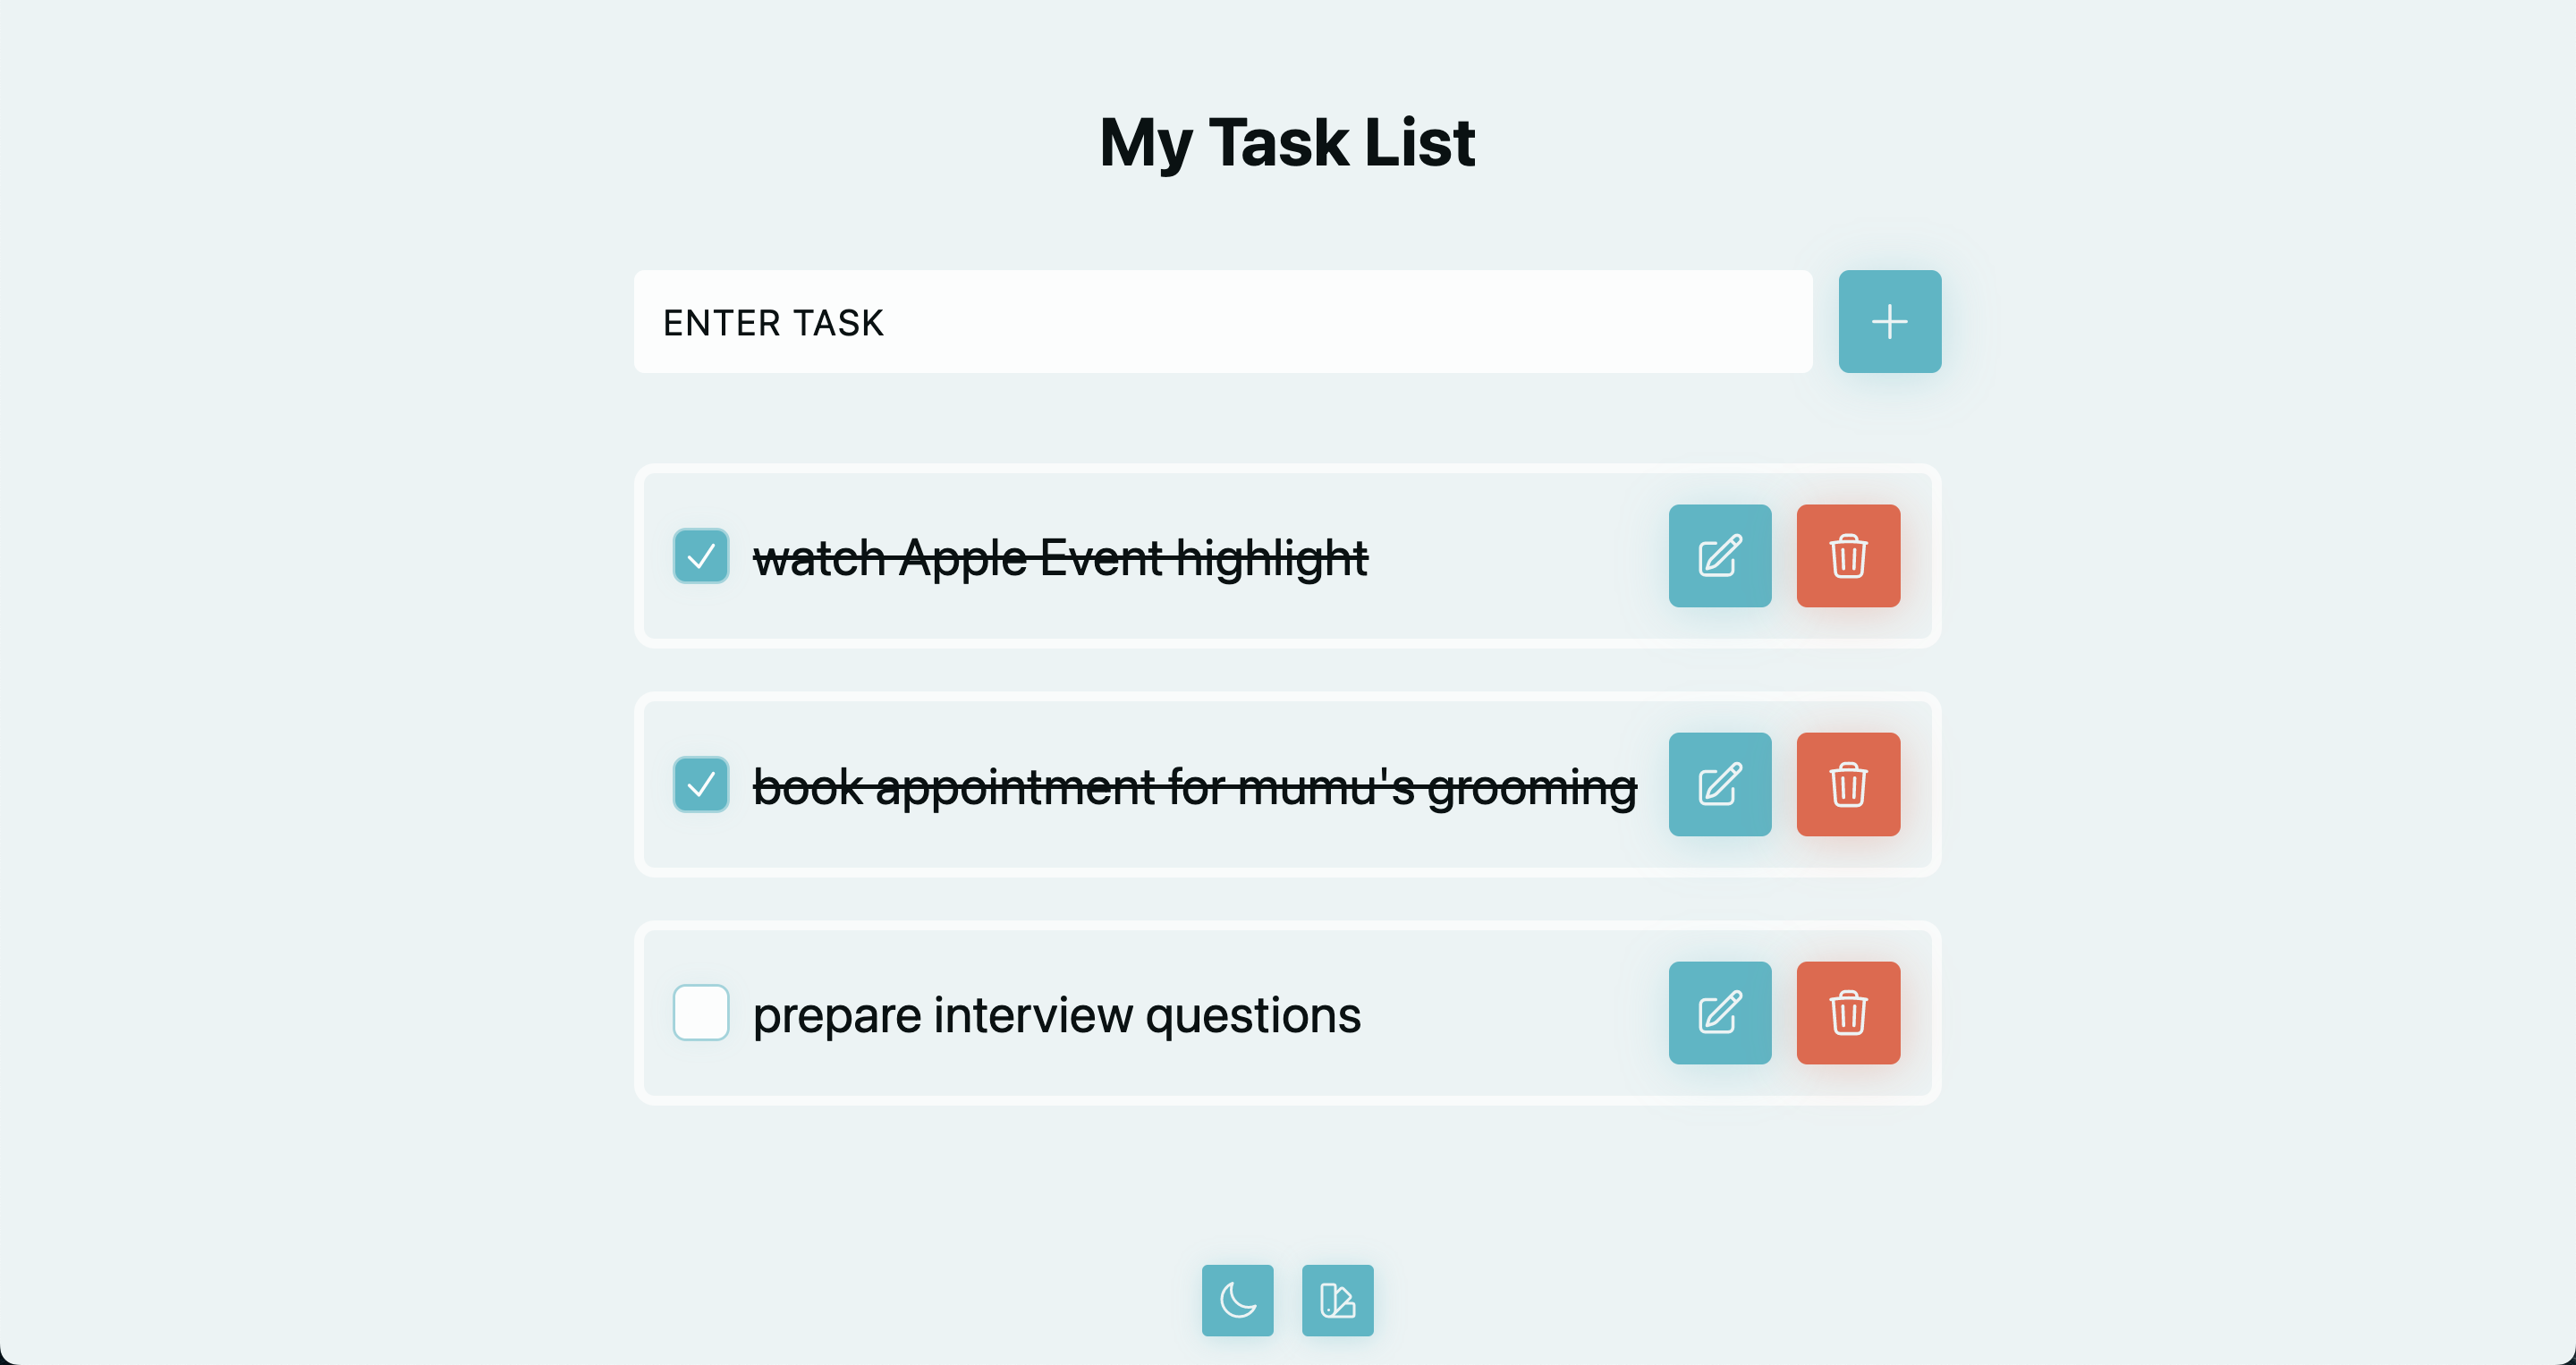 My Task List
ENTER TASK
watch Apple Event highlight
book appointment for mumu's grooming
prepare interview questions